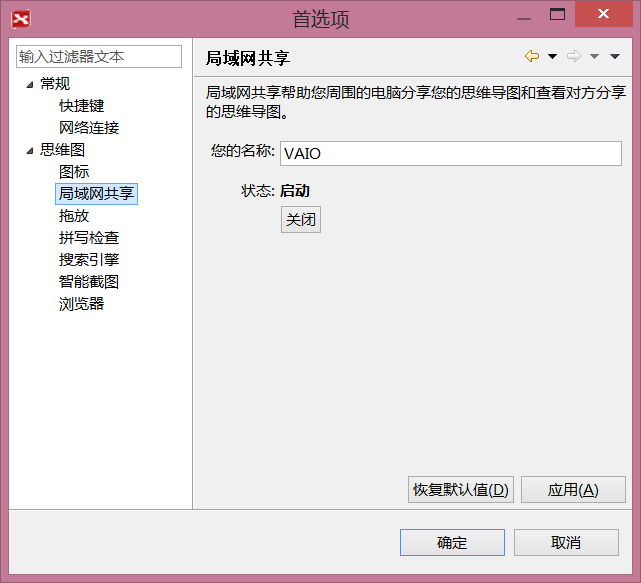 首选项
输入过滤器文本
常规
快捷键
网络连接
思维图
图标
局域网共享
拖放
拼写检查
搜索引擎
智能截图
浏览器
局域网共享
局域网共享帮助您周围的电脑分享您的思维导图和查看对方分享
的思维导图。
您的名称: VAIO
状态: 启动
关闭
恢复默认值(D) 应用(A)
确定 取消